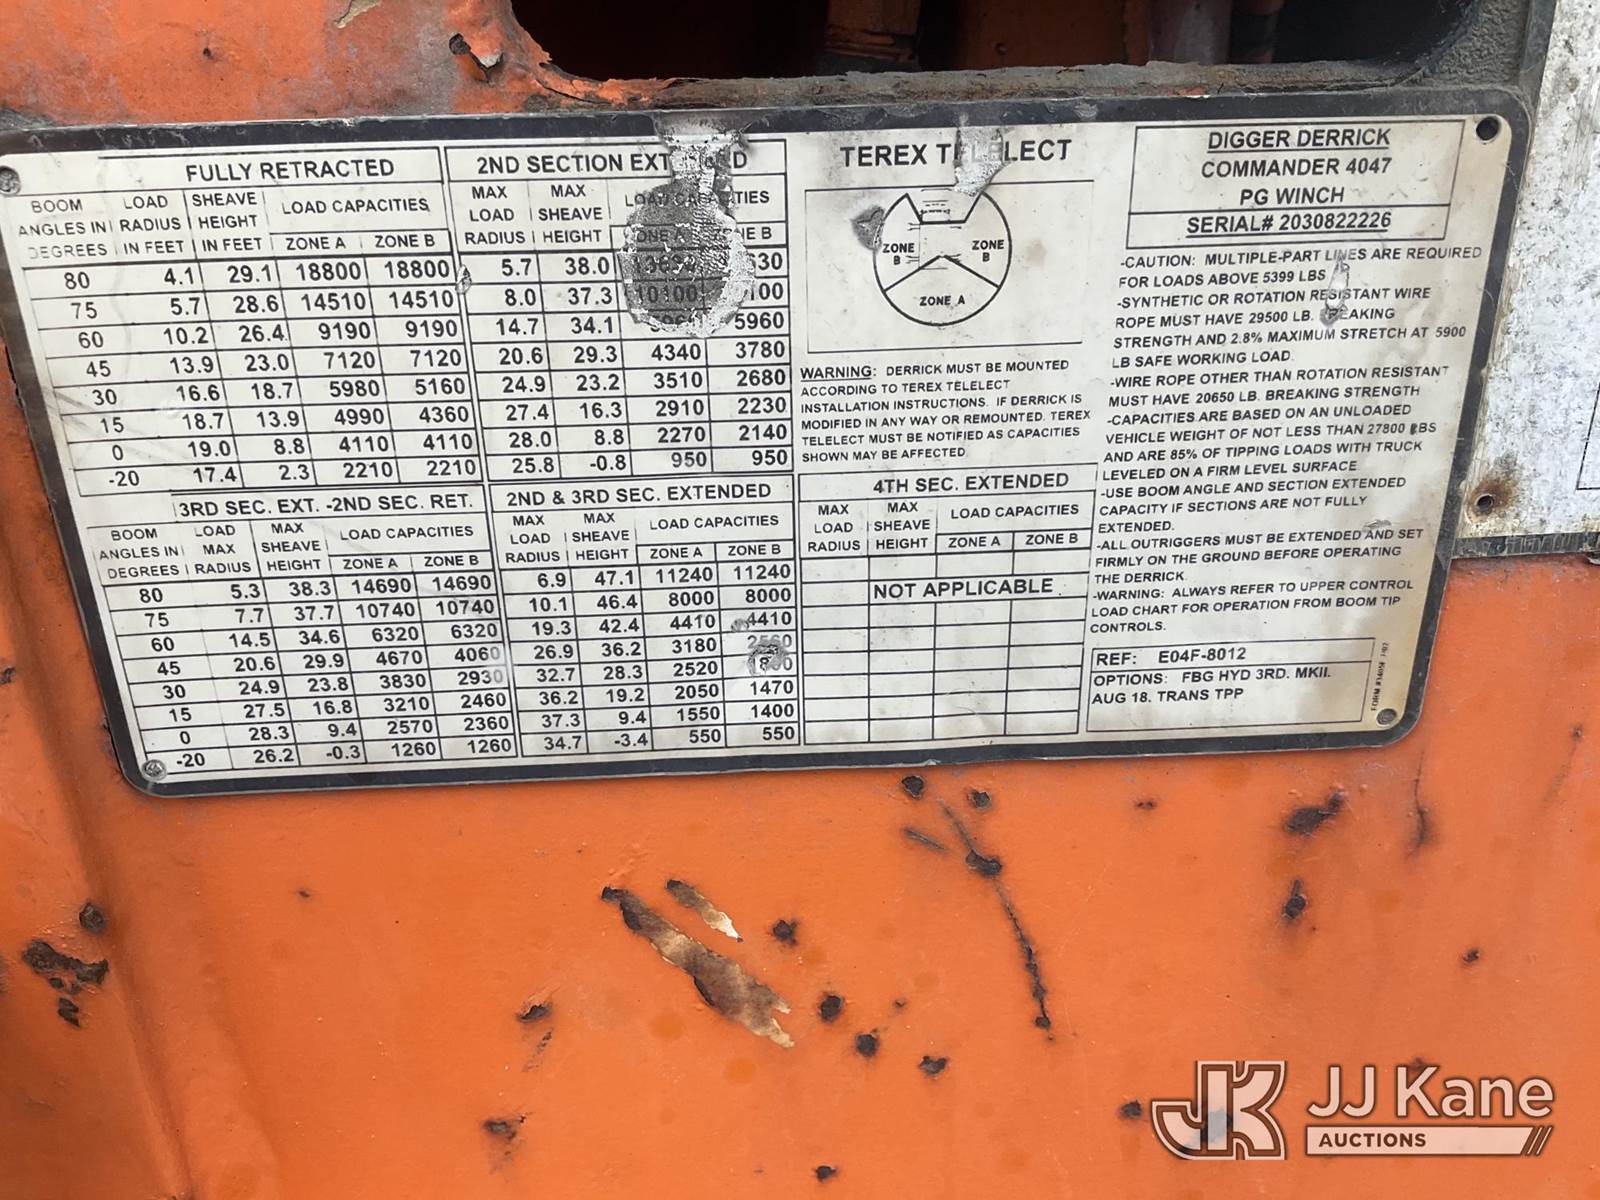 FULLY RETRACTED
BOOM ANGLES IN DEGREES LOAD RADIUS IN FEET SHEAVE HEIGHT IN FEET LOAD CAPACITIES
ZONE A ZONE B
80 4.1 29.1 18800 18800
75 5.7 28.6 14510 14510
60 10.2 26.4 9190 9190
45 13.9 23.0 7120 7120
30 16.6 18.7 5980 5160
15 18.7 13.9 4990 4360
0 19.0 8.8 4110 4110
-20 17.4 2.3 2210 2210
2ND SECTION
MAX LOAD RADIUS MAX SHEAVE HEIGHT LOAD
5.7 38.0
8.0 37.3 10100
14.7 34.1 5960
20.6 29.3 4340 3780
24.9 23.2 3510 2680
27.4 16.3 2910 2230
28.0 8.8 2270 2140
25.8 -0.8 950 950
3RD SEC. EXT. -2ND SEC. RET.
BOOM ANGLES IN DEGREES LOAD MAX RADIUS MAX SHEAVE HEIGHT LOAD CAPACITIES
ZONE A ZONE B
80 5.3 38.3 14690 14690
75 7.7 37.7 10740 10740
60 14.5 34.6 6320 6320
45 20.6 29.9 4670 4060
30 24.9 23.8 3830 2930
15 27.5 16.8 3210 2460
0 28.3 9.4 2570 2360
-20 26.2 -0.3 1260 1260
2ND & 3RD SEC. EXTENDED
MAX LOAD RADIUS MAX SHEAVE HEIGHT LOAD CAPACITIES
ZONE A ZONE B
6.9 47.1 11240 11240
10.1 46.4 8000 8000
19.3 42.4 4410 4410
26.9 36.2 3180
32.7 28.3 2520
36.2 19.2 2050 1470
37.3 9.4 1550 1400
34.7 -3.4 550 550
TEREX
ZONE B
ZONE B
ZONE A
WARNING: DERRICK MUST BE MOUNTED
ACCORDING TO TEREX TELELECT
INSTALLATION INSTRUCTIONS. IF DERRICK IS
MODIFIED IN ANY WAY OR REMOUNTED, TEREX
TELELECT MUST BE NOTIFIED AS CAPACITIES
SHOWN MAY BE AFFECTED.
4TH SEC. EXTENDED
MAX LOAD RADIUS MAX SHEAVE HEIGHT LOAD CAPACITIES
ZONE A ZONE B
NOT APPLICABLE
DIGGER DERRICK
COMMANDER 4047
PG WINCH
SERIAL# 2030822226
-CAUTION: MULTIPLE-PART LINES ARE REQUIRED
FOR LOADS ABOVE 5399 LBS
-SYNTHETIC OR ROTATION RESISTANT WIRE
ROPE MUST HAVE 29500 LB. BREAKING
STRENGTH AND 2.8% MAXIMUM STRETCH AT 5900
LB SAFE WORKING LOAD.
-WIRE ROPE OTHER THAN ROTATION RESISTANT
MUST HAVE 20650 LB. BREAKING STRENGTH
-CAPACITIES ARE BASED ON AN UNLOADED
VEHICLE WEIGHT OF NOT LESS THAN 27800 LBS
AND ARE 85% OF TIPPING LOADS WITH TRUCK
LEVELED ON A FIRM LEVEL SURFACE
-USE BOOM ANGLE AND SECTION EXTENDED
CAPACITY IF SECTIONS ARE NOT FULLY
EXTENDED.
-ALL OUTRIGGERS MUST BE EXTENDED AND SET
FIRMLY ON THE GROUND BEFORE OPERATING
THE DERRICK.
-WARNING: ALWAYS REFER TO UPPER CONTROL
LOAD CHART FOR OPERATION FROM BOOM TIP
CONTROLS.
REF: E04F-8012
OPTIONS: FBG HYD 3RD. MKII.
AUG 18. TRANS TPP
JK JJ Kane
AUCTIONS